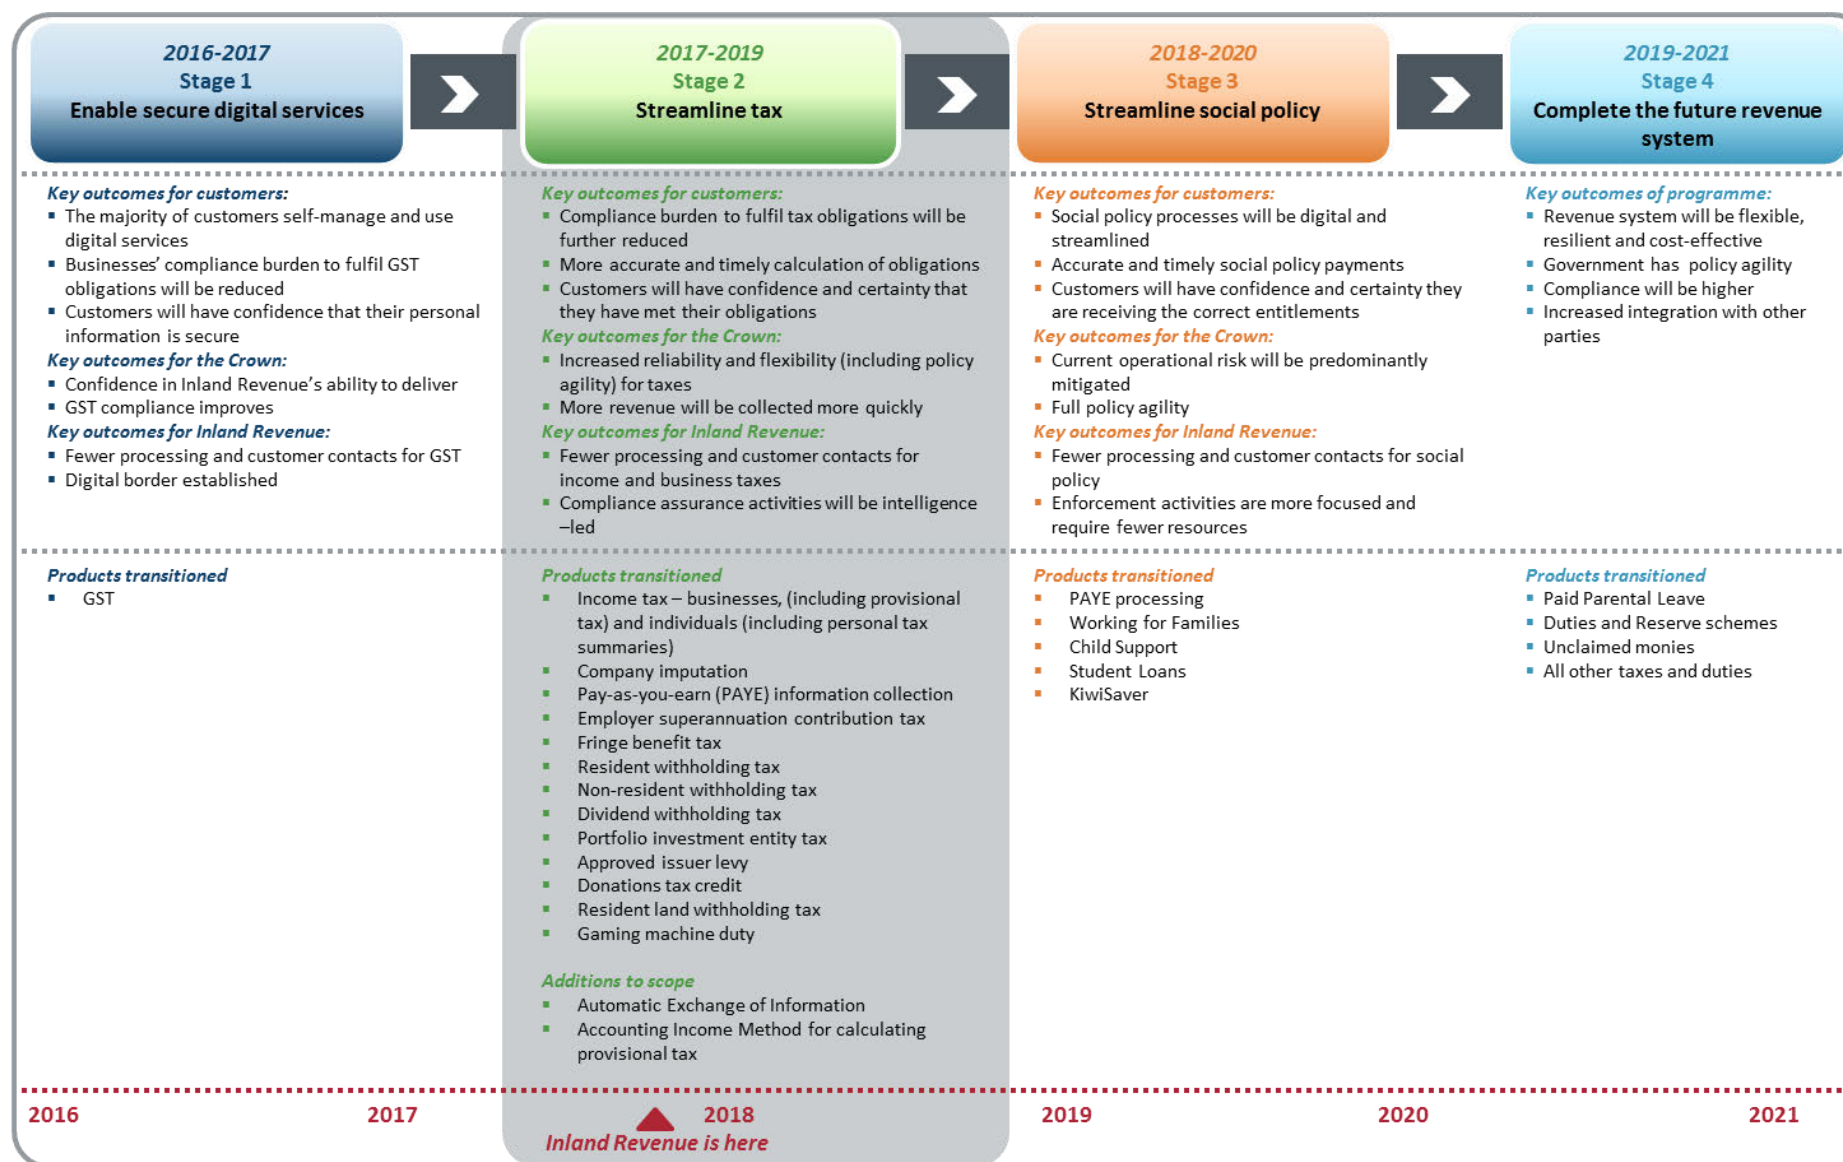 2016-2017
Stage 1
Enable secure digital services
2017-2019
Stage 2
Streamline tax
2018-2020
Stage 3
Streamline social policy
2019-2021
Stage 4
Complete the future revenue
system
Key outcomes for customers:
▪ The majority of customers self-manage and use
digital services
▪ Businesses' compliance burden to fulfil GST
obligations will be reduced
▪ Customers will have confidence that their personal
information is secure
Key outcomes for the Crown:
▪ Confidence in Inland Revenue's ability to deliver
▪ GST compliance improves
Key outcomes for Inland Revenue:
▪ Fewer processing and customer contacts for GST
▪ Digital border established
Key outcomes for customers:
▪ Compliance burden to fulfil tax obligations will be
further reduced
▪ More accurate and timely calculation of obligations
▪ Customers will have confidence and certainty that
they have met their obligations
Key outcomes for the Crown:
▪ Increased reliability and flexibility (including policy
agility) for taxes
▪ More revenue will be collected more quickly
Key outcomes for Inland Revenue:
▪ Fewer processing and customer contacts for
income and business taxes
▪ Compliance assurance activities will be intelligence
–led
Key outcomes for customers:
▪ Social policy processes will be digital and
streamlined
▪ Accurate and timely social policy payments
▪ Customers will have confidence and certainty they
are receiving the correct entitlements
Key outcomes for the Crown:
▪ Current operational risk will be predominantly
mitigated
▪ Full policy agility
Key outcomes for Inland Revenue:
▪ Fewer processing and customer contacts for social
policy
▪ Enforcement activities are more focused and
require fewer resources
Key outcomes of programme:
▪ Revenue system will be flexible,
resilient and cost-effective
▪ Government has policy agility
▪ Compliance will be higher
▪ Increased integration with other
parties
Products transitioned
▪ GST
Products transitioned
▪ Income tax – businesses, (including provisional
tax) and individuals (including personal tax
summaries)
▪ Company imputation
▪ Pay-as-you-earn (PAYE) information collection
▪ Employer superannuation contribution tax
▪ Fringe benefit tax
▪ Resident withholding tax
▪ Non-resident withholding tax
▪ Dividend withholding tax
▪ Portfolio investment entity tax
▪ Approved issuer levy
▪ Donations tax credit
▪ Resident land withholding tax
▪ Gaming machine duty
Additions to scope
▪ Automatic Exchange of Information
▪ Accounting Income Method for calculating
provisional tax
Products transitioned
▪ PAYE processing
▪ Working for Families
▪ Child Support
▪ Student Loans
▪ KiwiSaver
Products transitioned
▪ Paid Parental Leave
▪ Duties and Reserve schemes
▪ Unclaimed monies
▪ All other taxes and duties
2016
2017
2018
2019
2020
2021
Inland Revenue is here